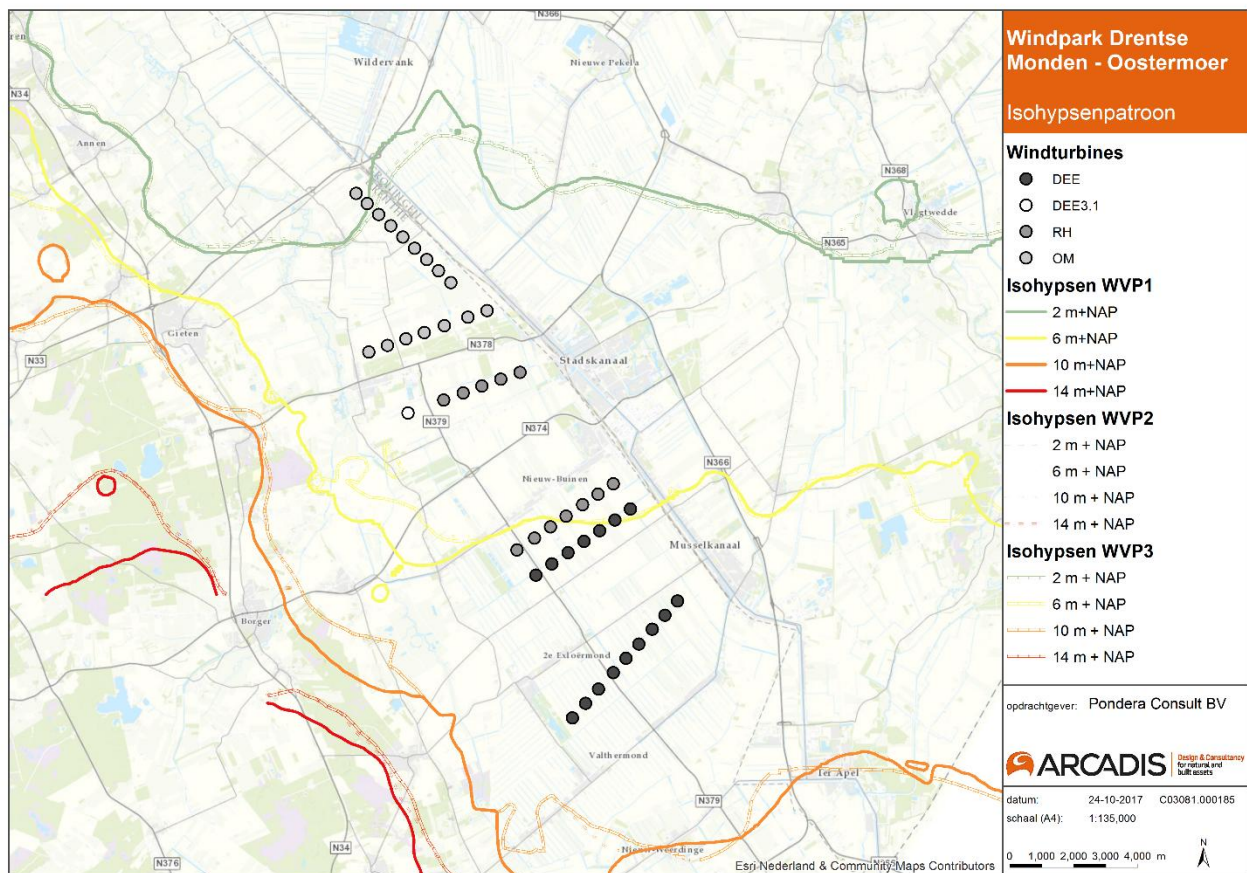 N366
ren
Wildervank
Nieuwe Pekela
N34
Annen
N368
Vlagtwedde
N365
Gieten
N33
N378
Stadskanaal
N379
N374
N366
Nieuw-Buinen
Musselkanaal
Borger
2e Exloërmond
Valthermond
Ter Apel
N379
N34
N376
Esri Nederland & Community Maps Contributors
Windpark Drentse
Monden - Oostermoer
Isohypsenpatroon
Windturbines
DEE
DEE3.1
RH
OM
Isohypsen WVP1
2 m+NAP
6 m+NAP
10 m+NAP
14 m+NAP
Isohypsen WVP2
2 m + NAP
6 m + NAP
10 m + NAP
14 m + NAP
Isohypsen WVP3
2 m + NAP
6 m + NAP
10 m + NAP
14 m + NAP
opdrachtgever: Pondera Consult BV
ARCADIS
Design & Consultancy
for natural and
built assets
datum: 24-10-2017 C03081.000185
schaal (A4): 1:135,000
N
0 1,000 2,000 3,000 4,000 m